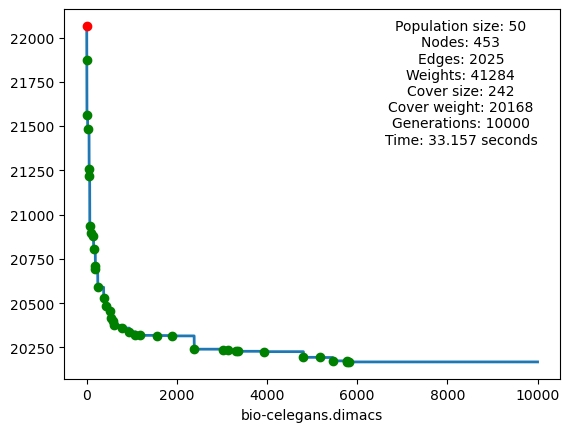 Population size: 50
Nodes: 453
Edges: 2025
Weights: 41284
Cover size: 242
Cover weight: 20168
Generations: 10000
Time: 33.157 seconds
22000
21750
21500
21250
21000
20750
20500
20250
0 2000 4000 6000 8000 10000
bio-celegans.dimacs